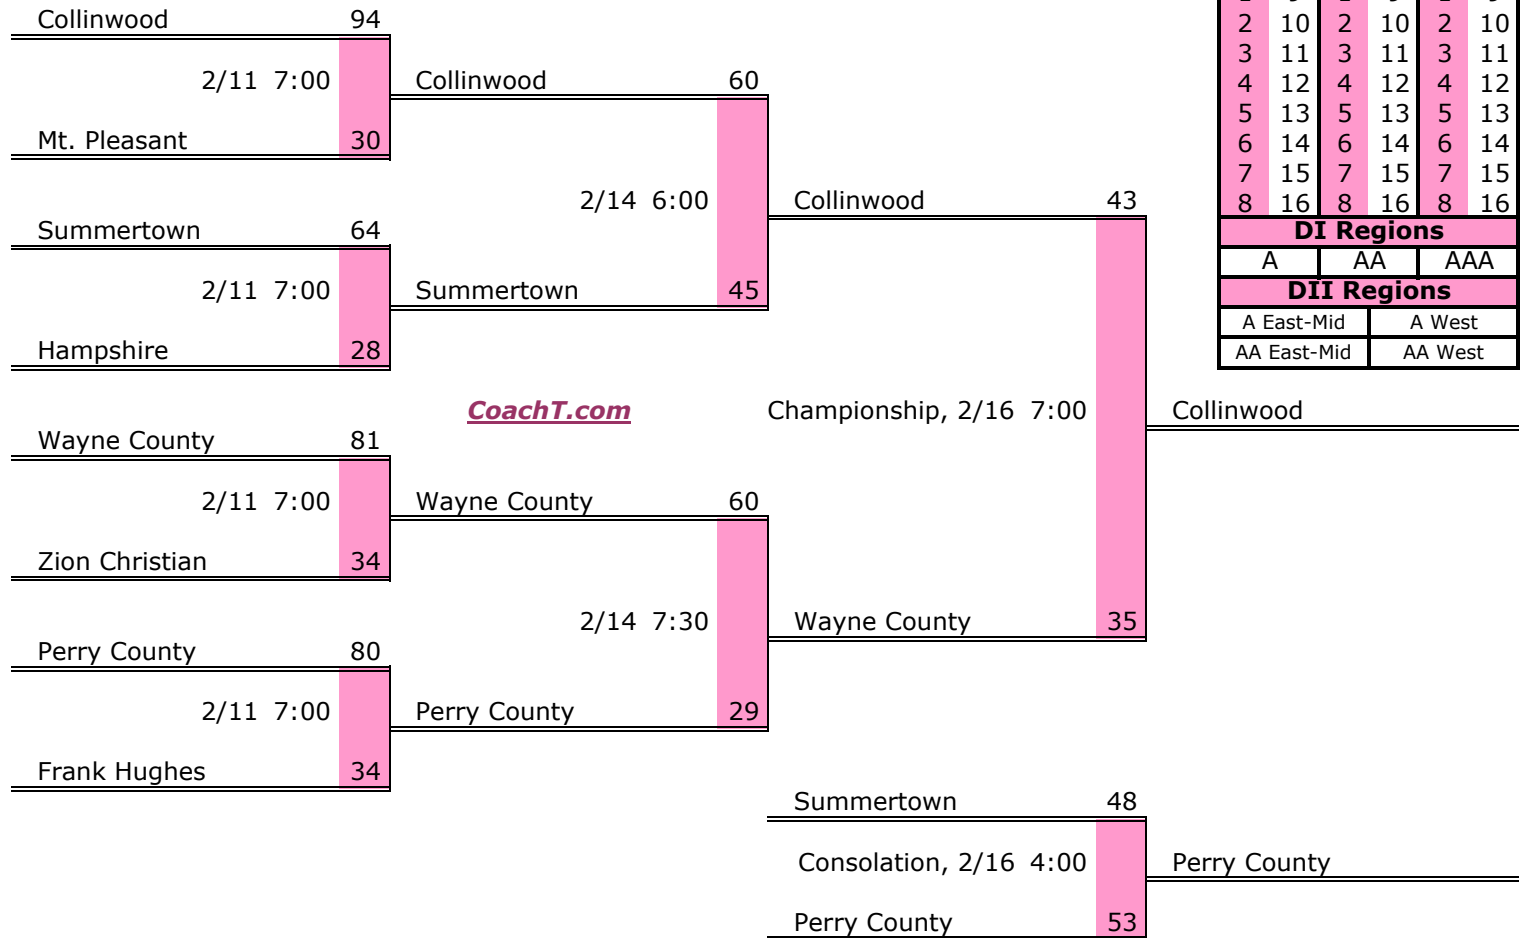 Collinwood 94
2/11 7:00
Mt. Pleasant 30
Summertown 64
2/11 7:00
Hampshire 28
Wayne County 81
2/11 7:00
Zion Christian 34
Perry County 80
2/11 7:00
Frank Hughes 34
Collinwood 60
2/14 6:00
Summertown 45
CoachT.com
Wayne County 60
2/14 7:30
Perry County 29
Collinwood 43
Championship, 2/16 7:00
Wayne County 35
Collinwood
Summertown 48
Consolation, 2/16 4:00
Perry County 53
Perry County
2 10 2 10 2 10
3 11 3 11 3 11
4 12 4 12 4 12
5 13 5 13 5 13
6 14 6 14 6 14
7 15 7 15 7 15
8 16 8 16 8 16
DI Regions
A AA AAA
DII Regions
A East-Mid A West
AA East-Mid AA West